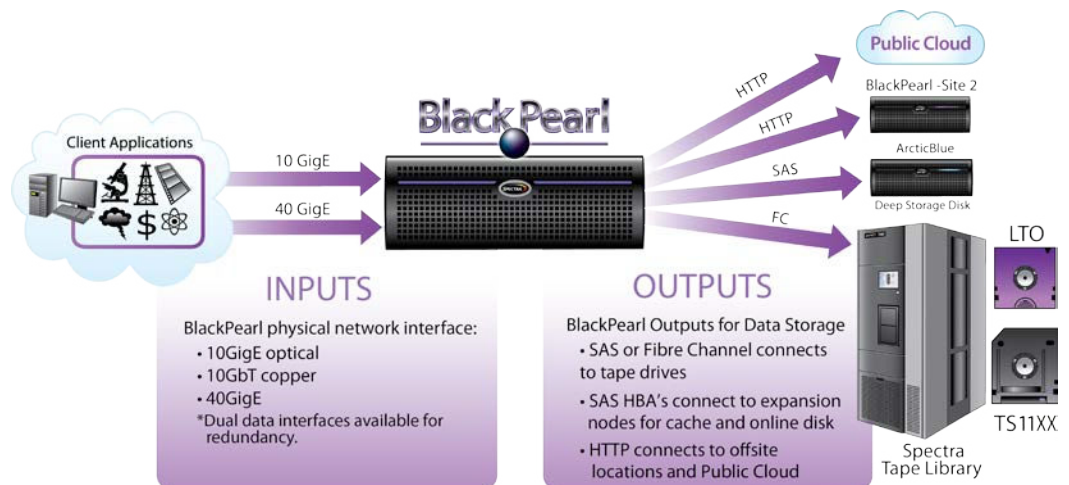 Client Applications
$
10 GigE
40 GigE
BlackPearl
SPECTRA
HTTP
HTTP
SAS
FC
Public Cloud
BlackPearl -Site 2
ArcticBlue
Deep Storage Disk
LTO
TS11XX
Spectra
Tape Library
INPUTS
BlackPearl physical network interface:
• 10GigE optical
• 10GbT copper
• 40GigE
*Dual data interfaces available for
redundancy.
OUTPUTS
BlackPearl Outputs for Data Storage
• SAS or Fibre Channel connects
to tape drives
• SAS HBA's connect to expansion
nodes for cache and online disk
• HTTP connects to offsite
locations and Public Cloud